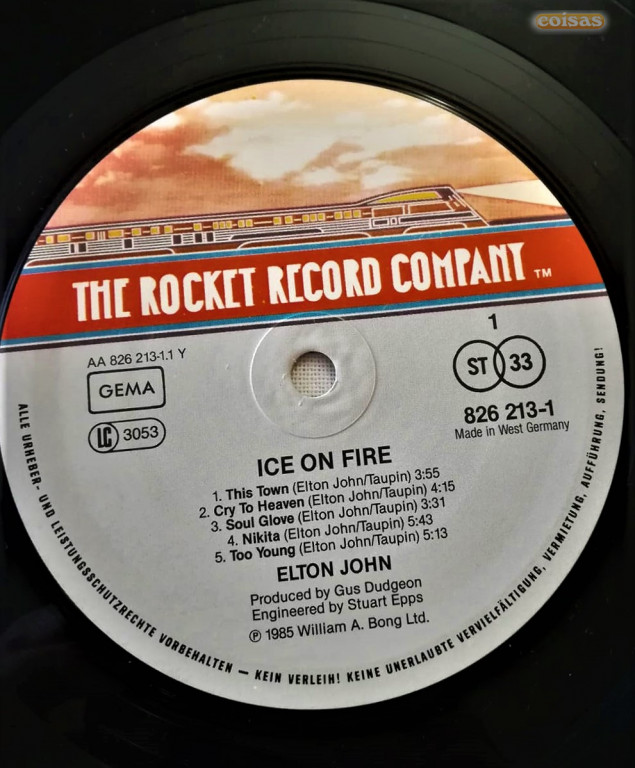 coisas
THE ROCKET RECORD COMPANY TM
AA 826 213-1.1 Y
GEMA
LC 3053
1
ST 33
826 213-1
Made in West Germany
ICE ON FIRE
1. This Town (Elton John/Taupin) 3:55
2. Cry To Heaven (Elton John/Taupin) 4:15
3. Soul Glove (Elton John/Taupin) 3:31
4. Nikita (Elton John/Taupin) 5:43
5. Too Young (Elton John/Taupin) 5:13
ELTON JOHN
Produced by Gus Dudgeon
Engineered by Stuart Epps
℗ 1985 William A. Bong Ltd.
ALLE URHEBER- UND LEISTUNGSSCHUTZRECHTE VORBEHALTEN – KEIN VERLEIH! KEINE UNERLAUBTE VERVIELFÄLTIGUNG, VERMIETUNG, AUFFÜHRUNG, SENDUNG!